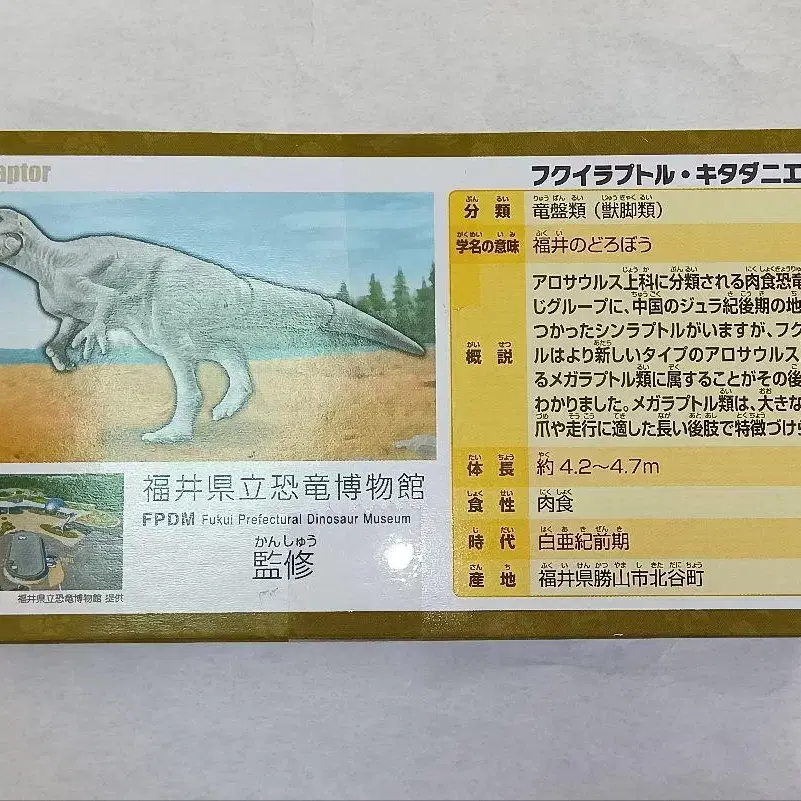 aptor
フクイラプトル・キタダニエ
分類 竜盤類（獣脚類）
学名の意味 福井のどろぼう
概説
アロサウルス上科に分類される肉食恐竜
じグループに、中国のジュラ紀後期の地
つかったシンラプトルがいますが、フク
ルはより新しいタイプのアロサウルス
るメガラプトル類に属することがその後
わかりました。メガラプトル類は、大きな
爪や走行に適した長い後肢で特徴づけら
体長 約4.2〜4.7m
食性 肉食
時代 白亜紀前期
産地 福井県勝山市北谷町
福井県立恐竜博物館
FPDM Fukui Prefectural Dinosaur Museum
かんしゅう
監修
福井県立恐竜博物館 提供